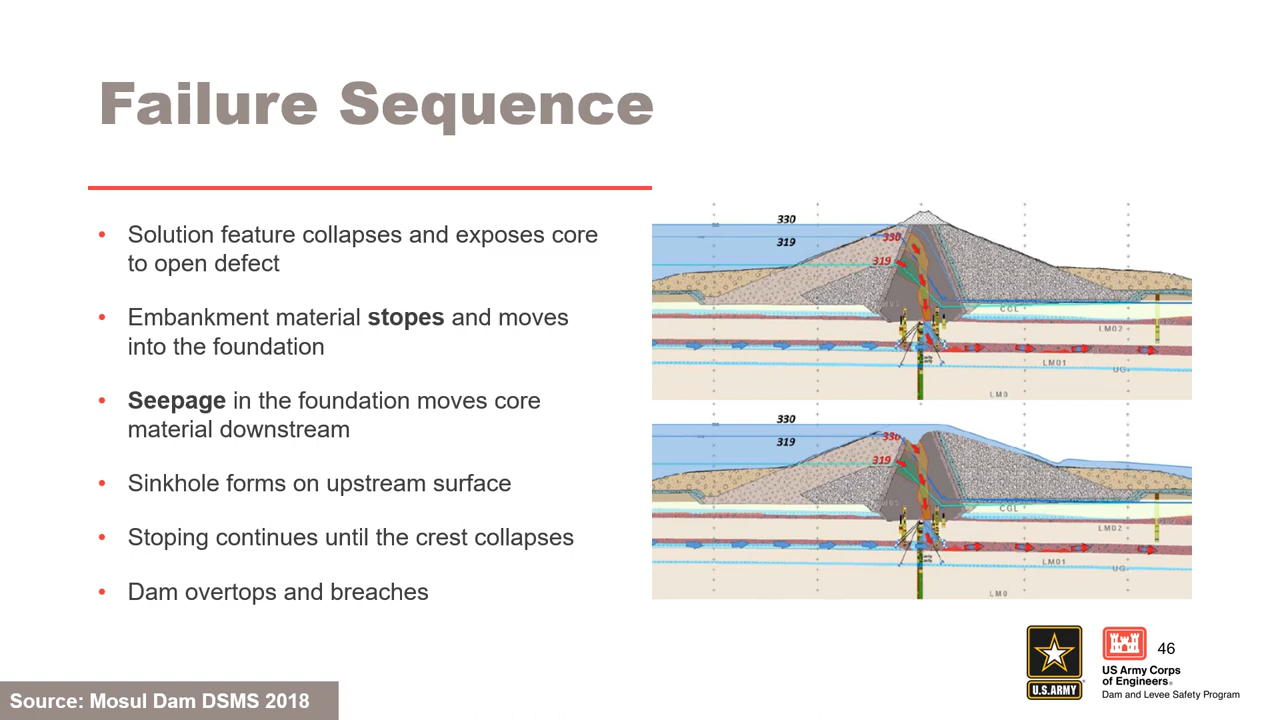 Failure Sequence
• Solution feature collapses and exposes core
to open defect
• Embankment material stopes and moves
into the foundation
• Seepage in the foundation moves core
material downstream
• Sinkhole forms on upstream surface
• Stoping continues until the crest collapses
• Dam overtops and breaches
330
319
330
319
CGL
LM02
LM01
UG
LM0
330
319
330
319
CGL
LM02
LM01
UG
LM0
U.S.ARMY
US Army Corps
of Engineers®
Dam and Levee Safety Program
46
Source: Mosul Dam DSMS 2018